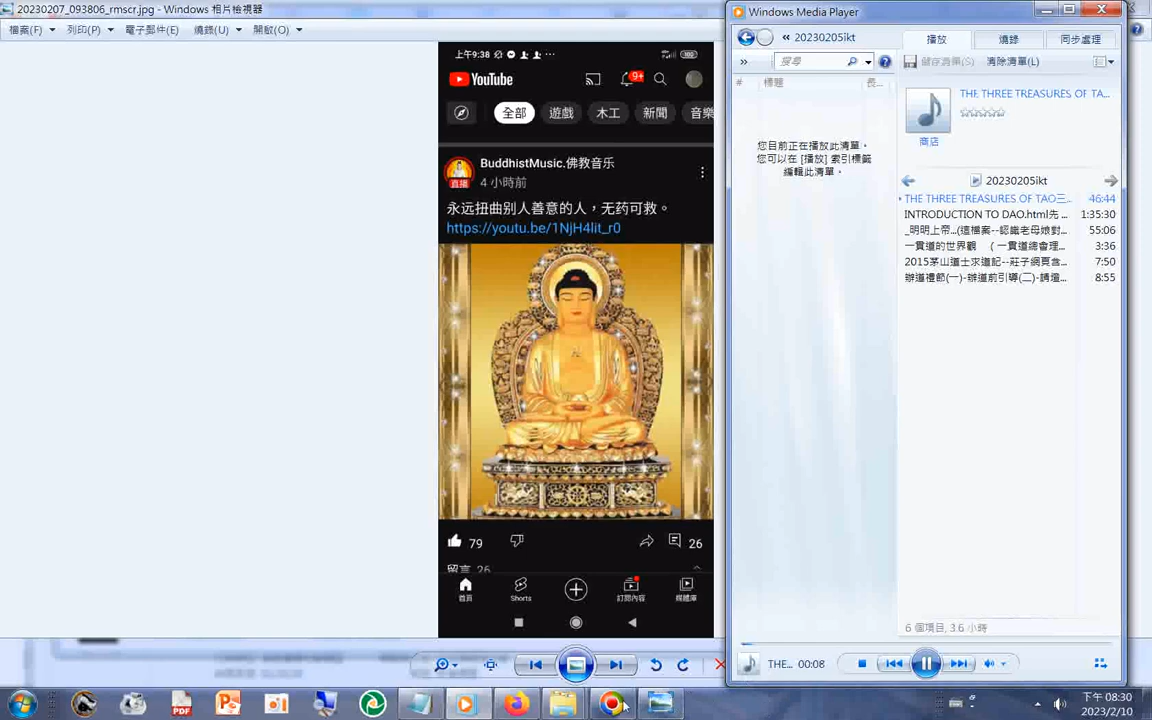 20230207_093806_rmscr.jpg - Windows 相片檢視器
檔案(F) 列印(P) 電子郵件(E) 燒錄(U) 開啟(O)
上午9:38
YouTube
9+
全部 遊戲 木工 新聞 音樂
BuddhistMusic.佛教音乐
直播
4 小時前
永远扭曲别人善意的人，无药可救。
https://youtu.be/1NjH4lit_r0
79 26
留言 26
首頁 Shorts 訂閱內容 媒體庫
Windows Media Player
20230205ikt 播放 燒錄 同步處理
搜尋 儲存清單(S) 清除清單(L)
# 標題 長...
您目前正在播放此清單。
您可以在 [播放] 索引標籤
編輯此清單。
THE THREE TREASURES OF TA...
商店
20230205ikt
THE THREE TREASURES OF TAO三... 46:44
INTRODUCTION TO DAO.html先 ... 1:35:30
_明明上帝...(這檔案--認識老母娘對... 55:06
一貫道的世界觀 （ 一貫道總會理... 3:36
2015茅山道士求道記--莊子網頁含... 7:50
辦道禮節(一)-辦道前引導(二)-請壇... 8:55
6 個項目, 3.6 小時
THE... 00:08
PDF
下午 08:30
2023/2/10